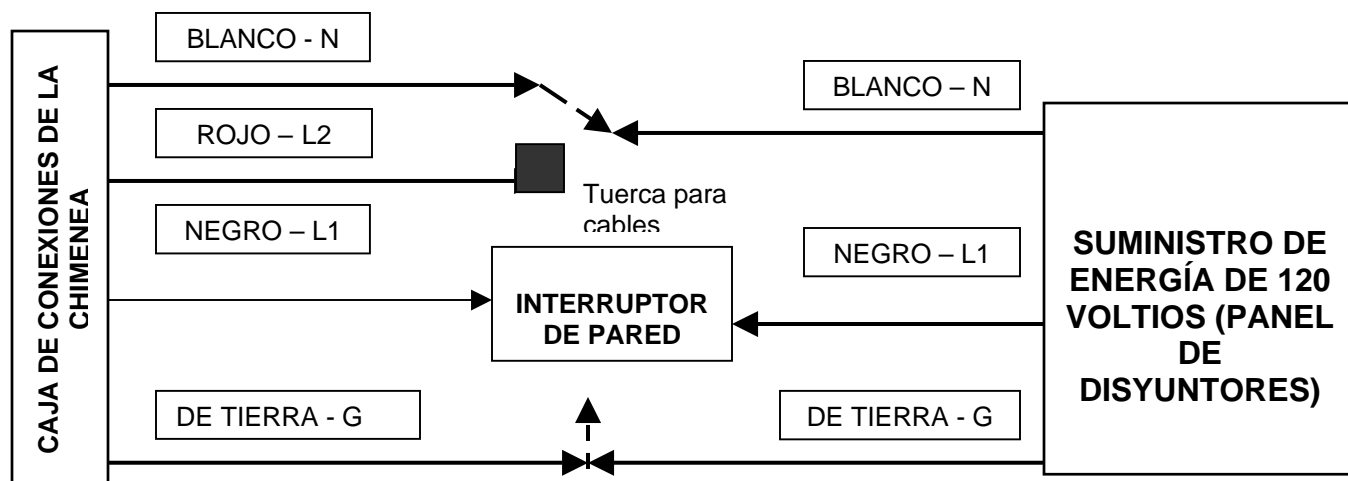 CAJA DE CONEXIONES DE LA
CHIMENEA
BLANCO - N
ROJO – L2
NEGRO – L1
DE TIERRA - G
Tuerca para
cables
INTERRUPTOR
DE PARED
BLANCO – N
NEGRO – L1
DE TIERRA - G
SUMINISTRO DE
ENERGÍA DE 120
VOLTIOS (PANEL
DE
DISYUNTORES)